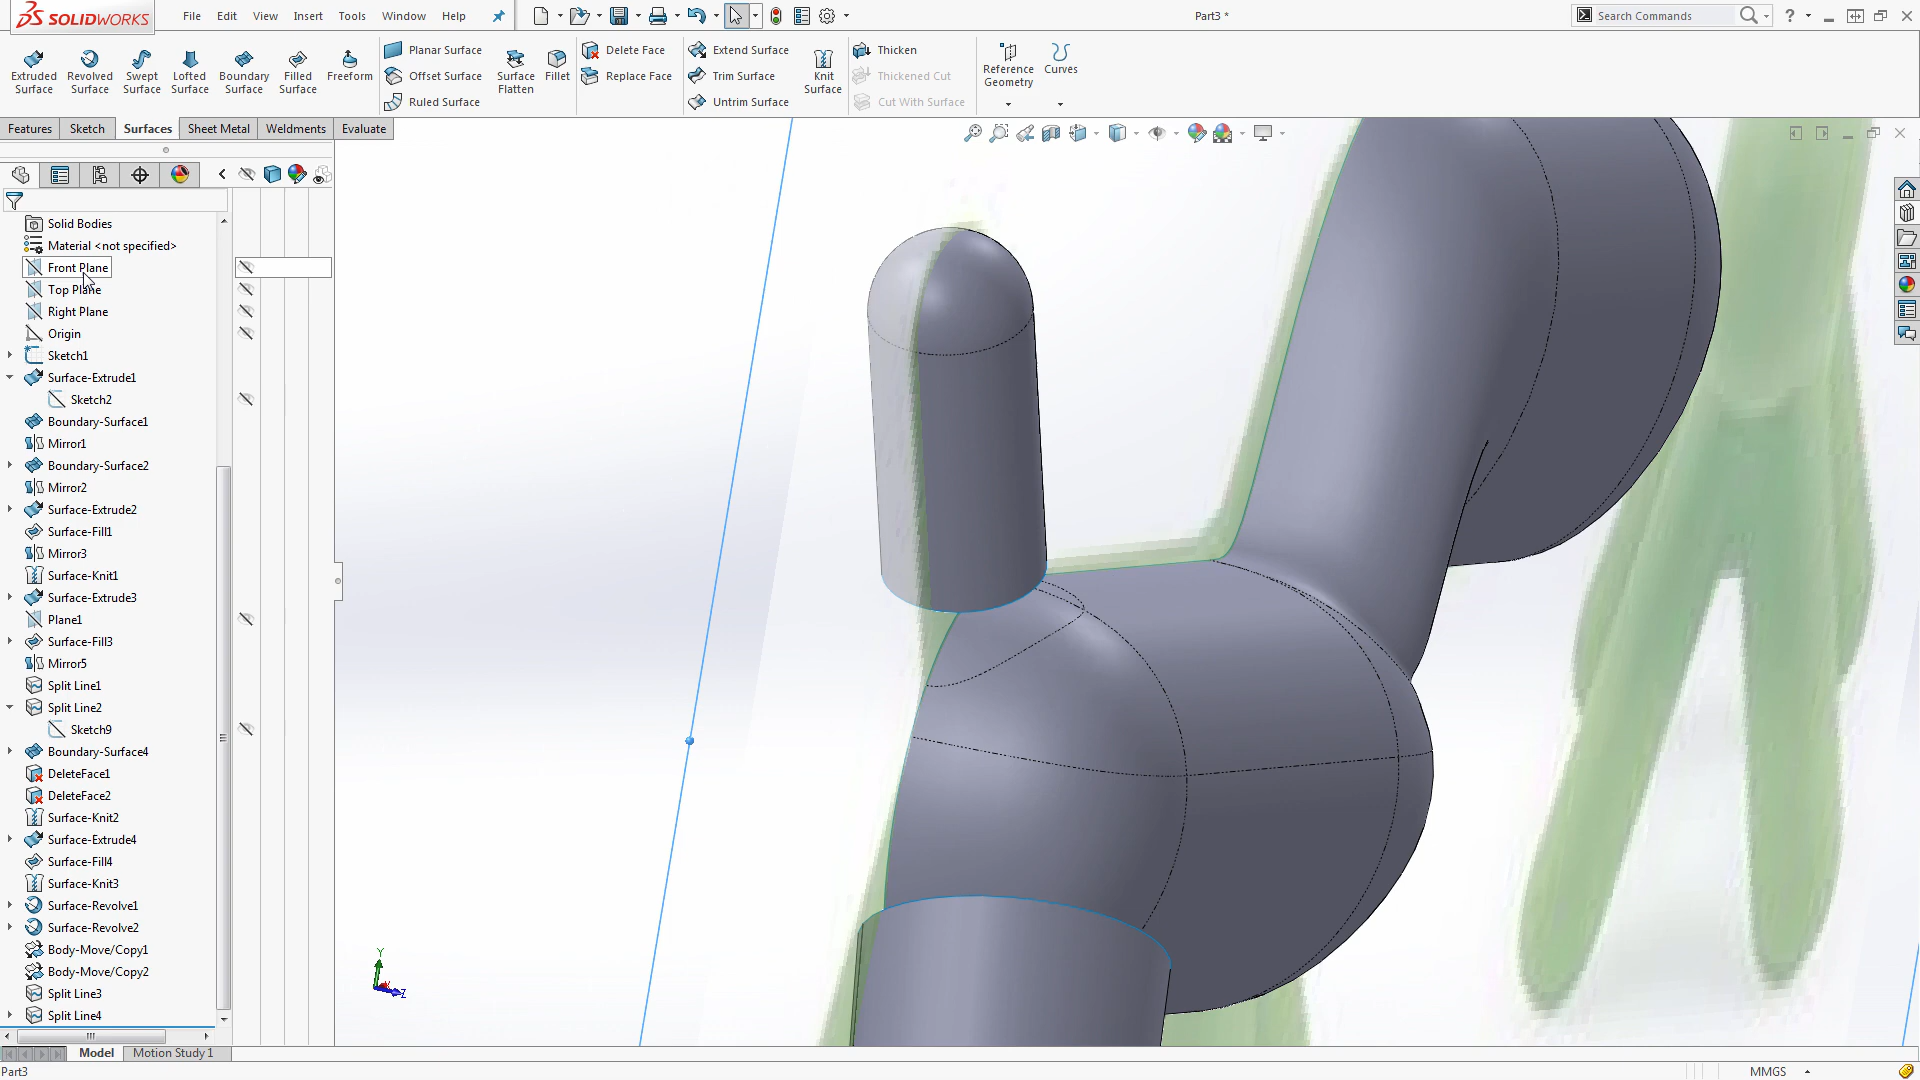 SOLIDWORKS
File Edit View Insert Tools Window Help
Part3 *
Search Commands
Extruded Surface
Revolved Surface
Swept Surface
Lofted Surface
Boundary Surface
Filled Surface
Freeform
Planar Surface
Offset Surface
Ruled Surface
Surface Flatten
Fillet
Delete Face
Replace Face
Extend Surface
Trim Surface
Untrim Surface
Knit Surface
Thicken
Thickened Cut
Cut With Surface
Reference Geometry
Curves
Features Sketch Surfaces Sheet Metal Weldments Evaluate
Solid Bodies
Material <not specified>
Front Plane
Top Plane
Right Plane
Origin
Sketch1
Surface-Extrude1
Sketch2
Boundary-Surface1
Mirror1
Boundary-Surface2
Mirror2
Surface-Extrude2
Surface-Fill1
Mirror3
Surface-Knit1
Surface-Extrude3
Plane1
Surface-Fill3
Mirror5
Split Line1
Split Line2
Sketch9
Boundary-Surface4
DeleteFace1
DeleteFace2
Surface-Knit2
Surface-Extrude4
Surface-Fill4
Surface-Knit3
Surface-Revolve1
Surface-Revolve2
Body-Move/Copy1
Body-Move/Copy2
Split Line3
Split Line4
Y
Z
Model Motion Study 1
Part3
MMGS